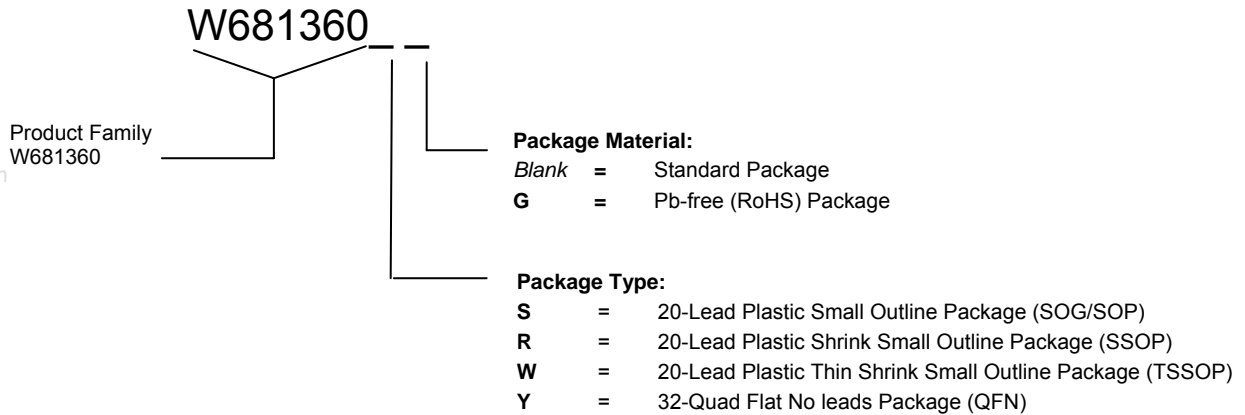 W681360_ _
Product Family
W681360
m
Package Material:
Blank = Standard Package
G = Pb-free (RoHS) Package
Package Type:
S = 20-Lead Plastic Small Outline Package (SOG/SOP)
R = 20-Lead Plastic Shrink Small Outline Package (SSOP)
W = 20-Lead Plastic Thin Shrink Small Outline Package (TSSOP)
Y = 32-Quad Flat No leads Package (QFN)